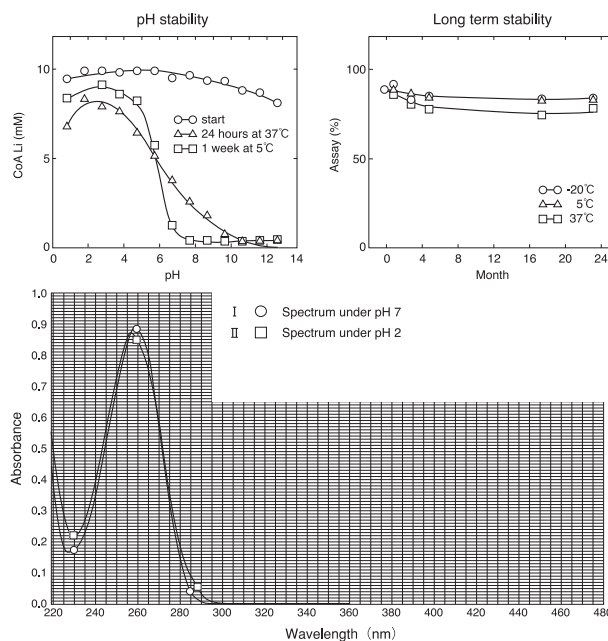 pH stability
CoA Li (mM)
10
5
0
0 2 4 6 8 10 12 14
pH
start
24 hours at 37℃
1 week at 5℃
Long term stability
Assay (%)
100
50
0
0 6 12 18 24
Month
-20℃
5℃
37℃
Absorbance
1.0
0.9
0.8
0.7
0.6
0.5
0.4
0.3
0.2
0.1
0.0
220 240 260 280 300 320 340 360 380 400 420 440 460 480
Wavelength (nm)
I Spectrum under pH 7
II Spectrum under pH 2